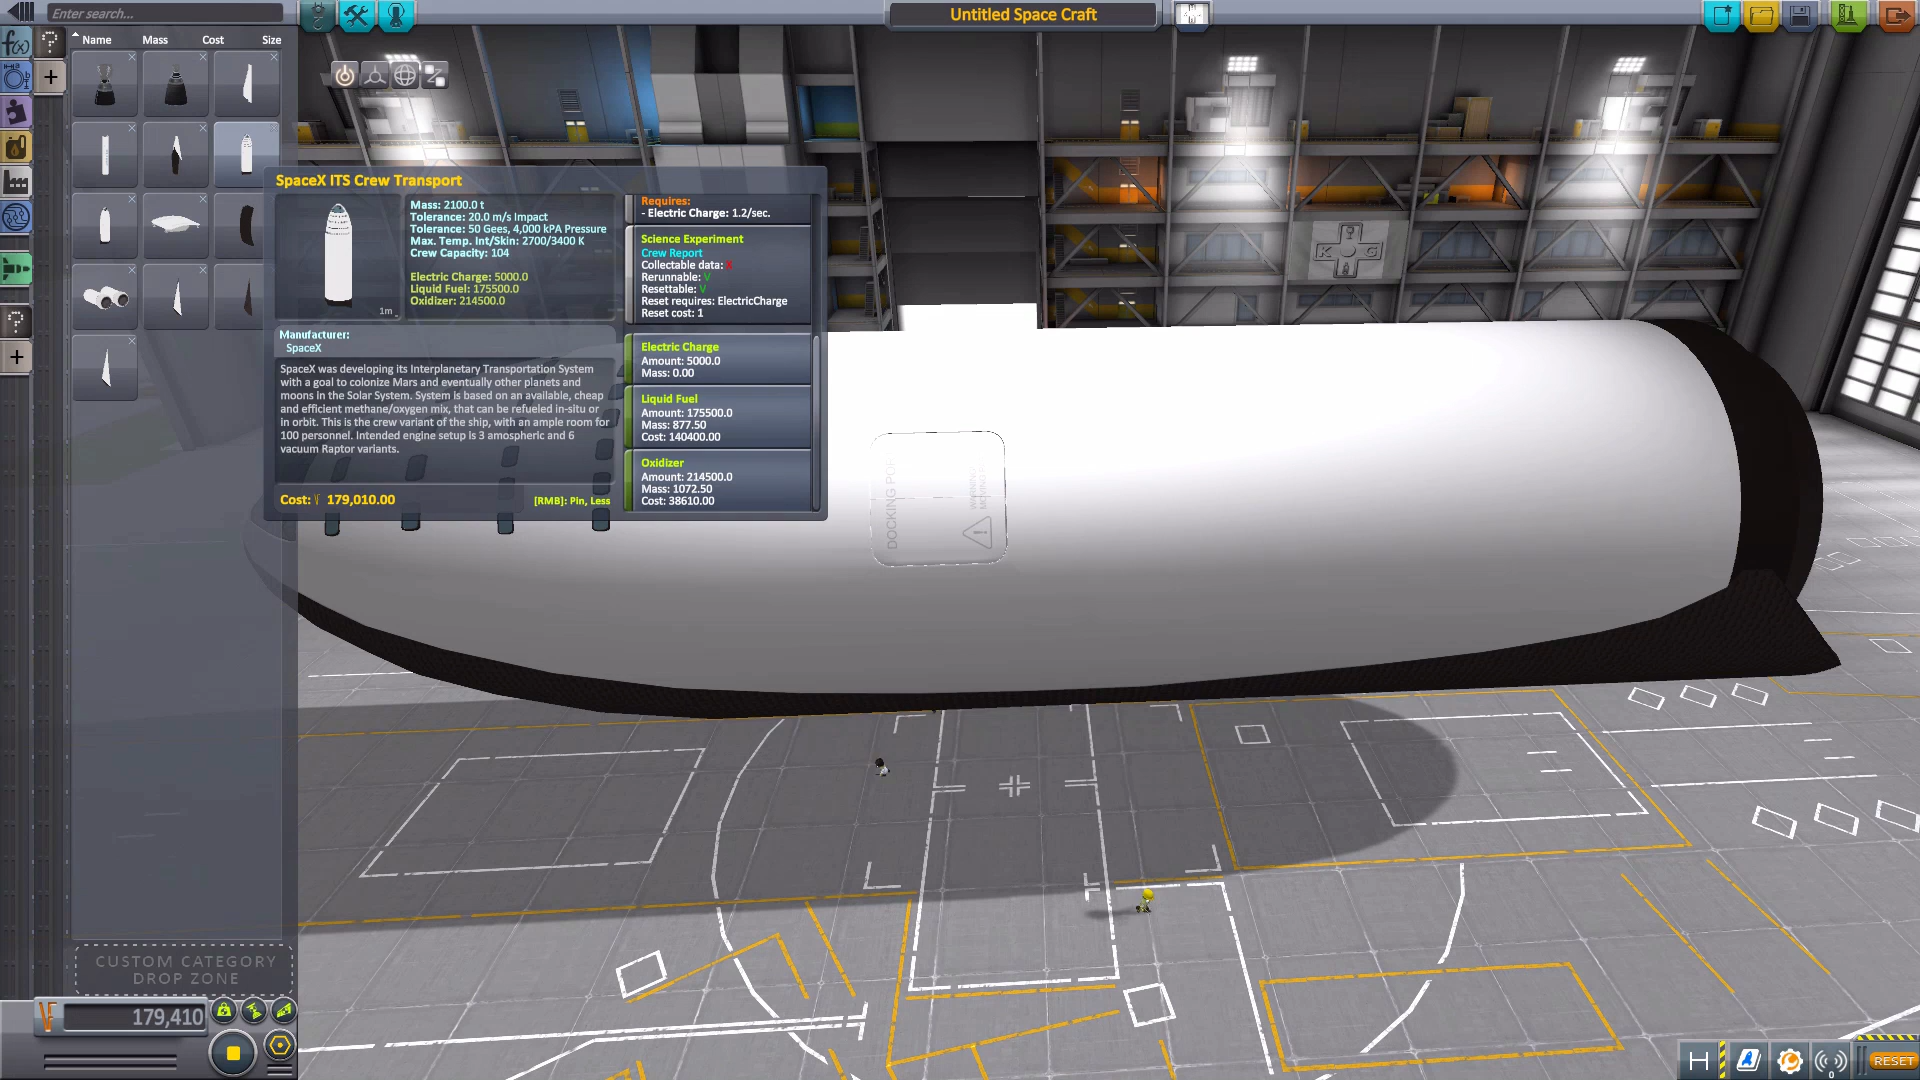 Enter search...
Untitled Space Craft
Name Mass Cost Size
SpaceX ITS Crew Transport
Mass: 2100.0 t
Tolerance: 20.0 m/s Impact
Tolerance: 50 Gees, 4,000 kPA Pressure
Max. Temp. Int/Skin: 2700/3400 K
Crew Capacity: 104
Electric Charge: 5000.0
Liquid Fuel: 175500.0
Oxidizer: 214500.0
1m
Manufacturer:
SpaceX
SpaceX was developing its Interplanetary Transportation System
with a goal to colonize Mars and eventually other planets and
moons in the Solar System. System is based on an available, cheap
and efficient methane/oxygen mix, that can be refueled in-situ or
in orbit. This is the crew variant of the ship, with an ample room for
100 personnel. Intended engine setup is 3 amospheric and 6
vacuum Raptor variants.
Cost: 179,010.00
[RMB]: Pin, Less
Requires:
- Electric Charge: 1.2/sec.
Science Experiment
Crew Report
Collectable data: X
Rerunnable: V
Resettable: V
Reset requires: ElectricCharge
Reset cost: 1
Electric Charge
Amount: 5000.0
Mass: 0.00
Liquid Fuel
Amount: 175500.0
Mass: 877.50
Cost: 140400.00
Oxidizer
Amount: 214500.0
Mass: 1072.50
Cost: 38610.00
DOCKING PORT
WARNING
CUSTOM CATEGORY
DROP ZONE
179,410
0
RESET